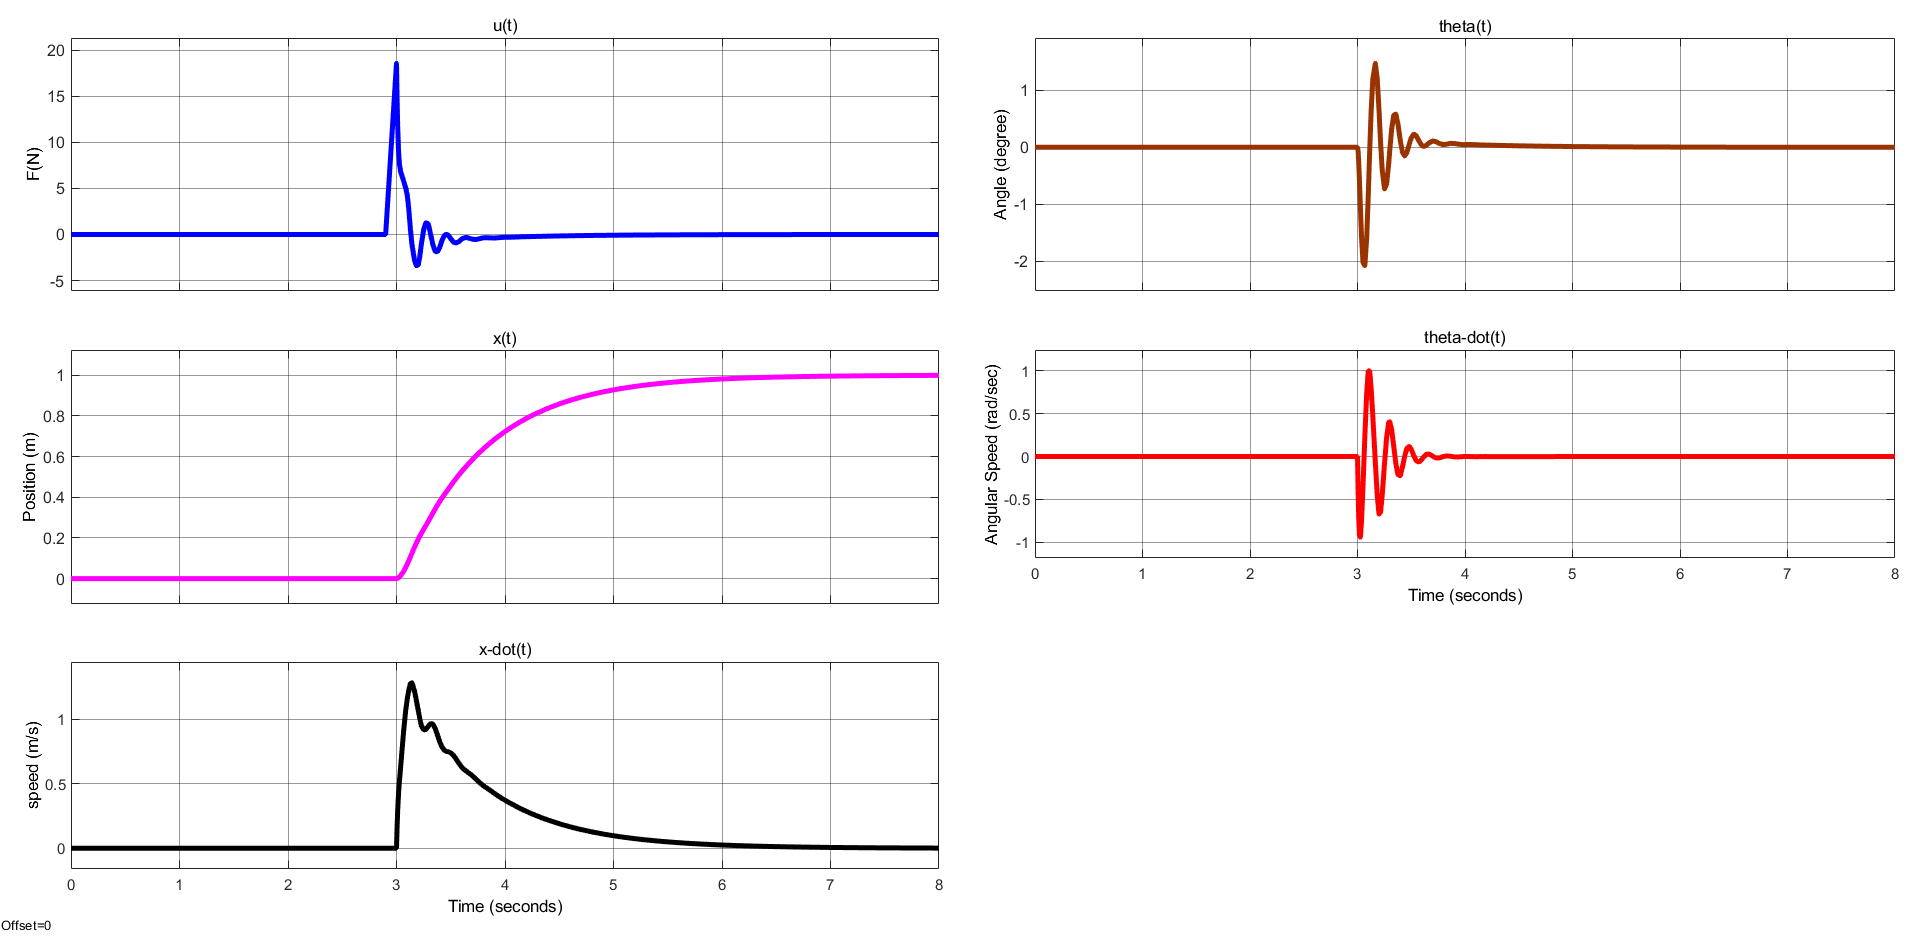 u(t)
20
15
10
5
0
-5
F(N)
x(t)
1
0.8
0.6
0.4
0.2
0
Position (m)
x-dot(t)
1
0.5
0
speed (m/s)
0 1 2 3 4 5 6 7 8
Time (seconds)
Offset=0
theta(t)
1
0
-1
-2
Angle (degree)
theta-dot(t)
1
0.5
0
-0.5
-1
Angular Speed (rad/sec)
0 1 2 3 4 5 6 7 8
Time (seconds)